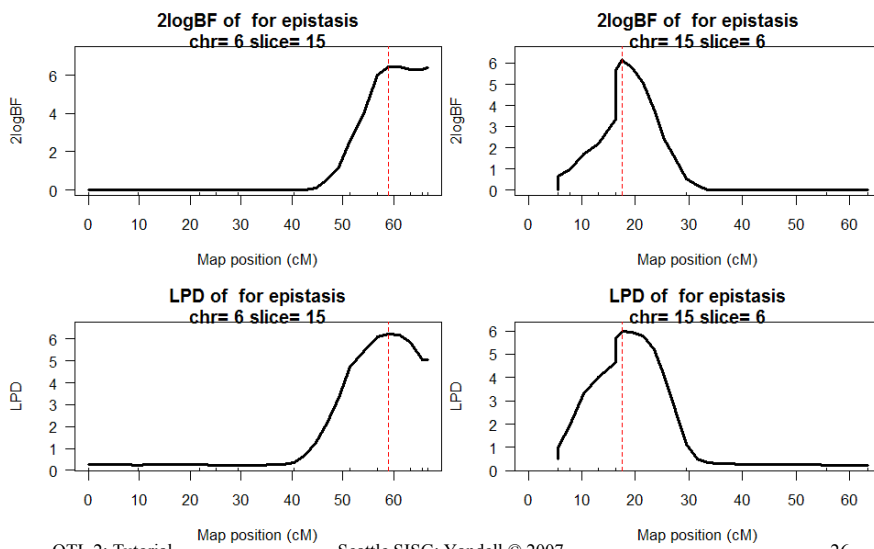 2logBF of for epistasis
chr= 6 slice= 15
2logBF
6
4
2
0
0 10 20 30 40 50 60
Map position (cM)
2logBF of for epistasis
chr= 15 slice= 6
2logBF
6
5
4
3
2
1
0
0 10 20 30 40 50 60
Map position (cM)
LPD of for epistasis
chr= 6 slice= 15
LPD
6
5
4
3
2
1
0
0 10 20 30 40 50 60
Map position (cM)
LPD of for epistasis
chr= 15 slice= 6
LPD
6
5
4
3
2
1
0
0 10 20 30 40 50 60
Map position (cM)
QTL 2: Tutorial Seattle SISG: Yandell © 2007 26